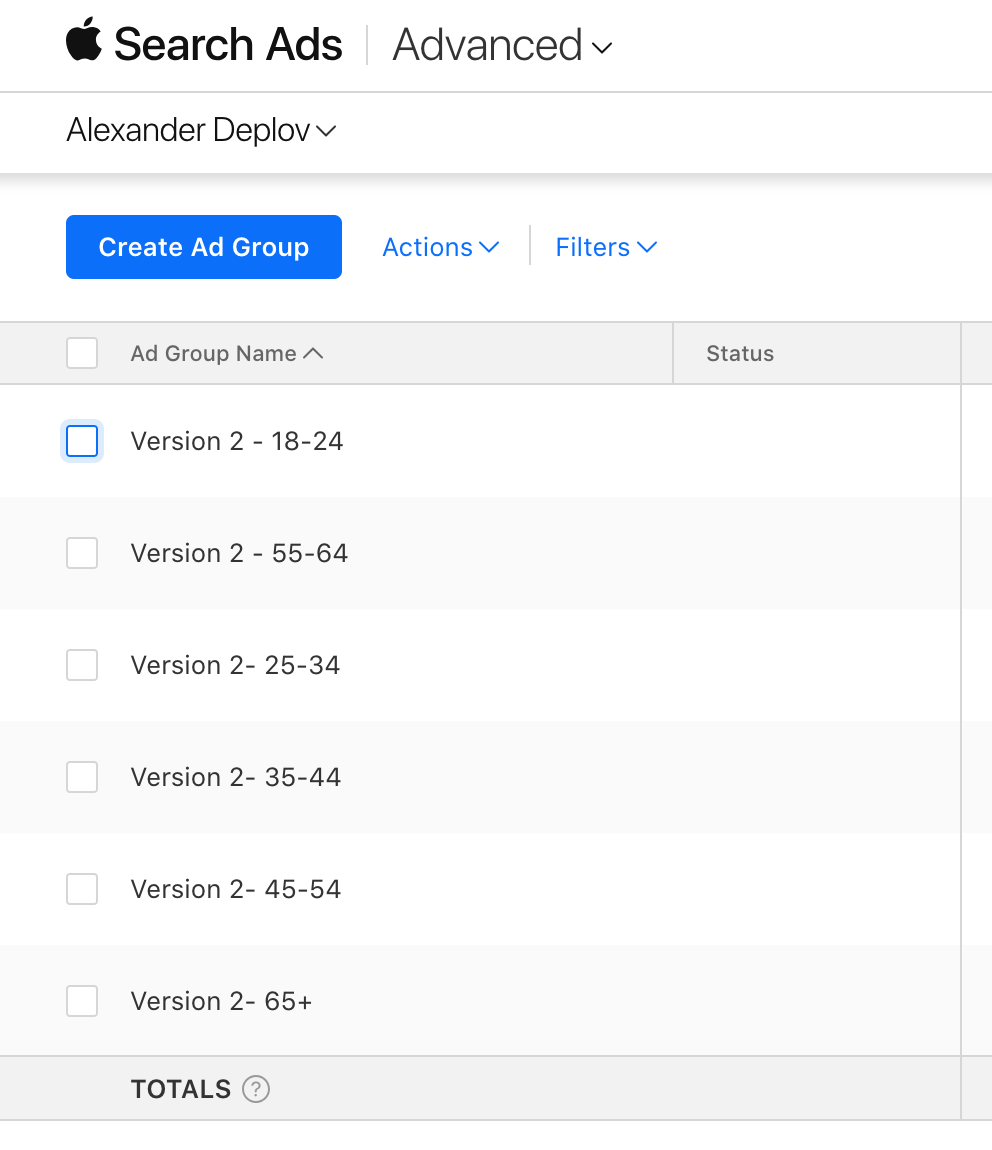 Search Ads | Advanced
Alexander Deplov
Create Ad Group Actions Filters
Ad Group Name Status
Version 2 - 18-24
Version 2 - 55-64
Version 2- 25-34
Version 2- 35-44
Version 2- 45-54
Version 2- 65+
TOTALS ?